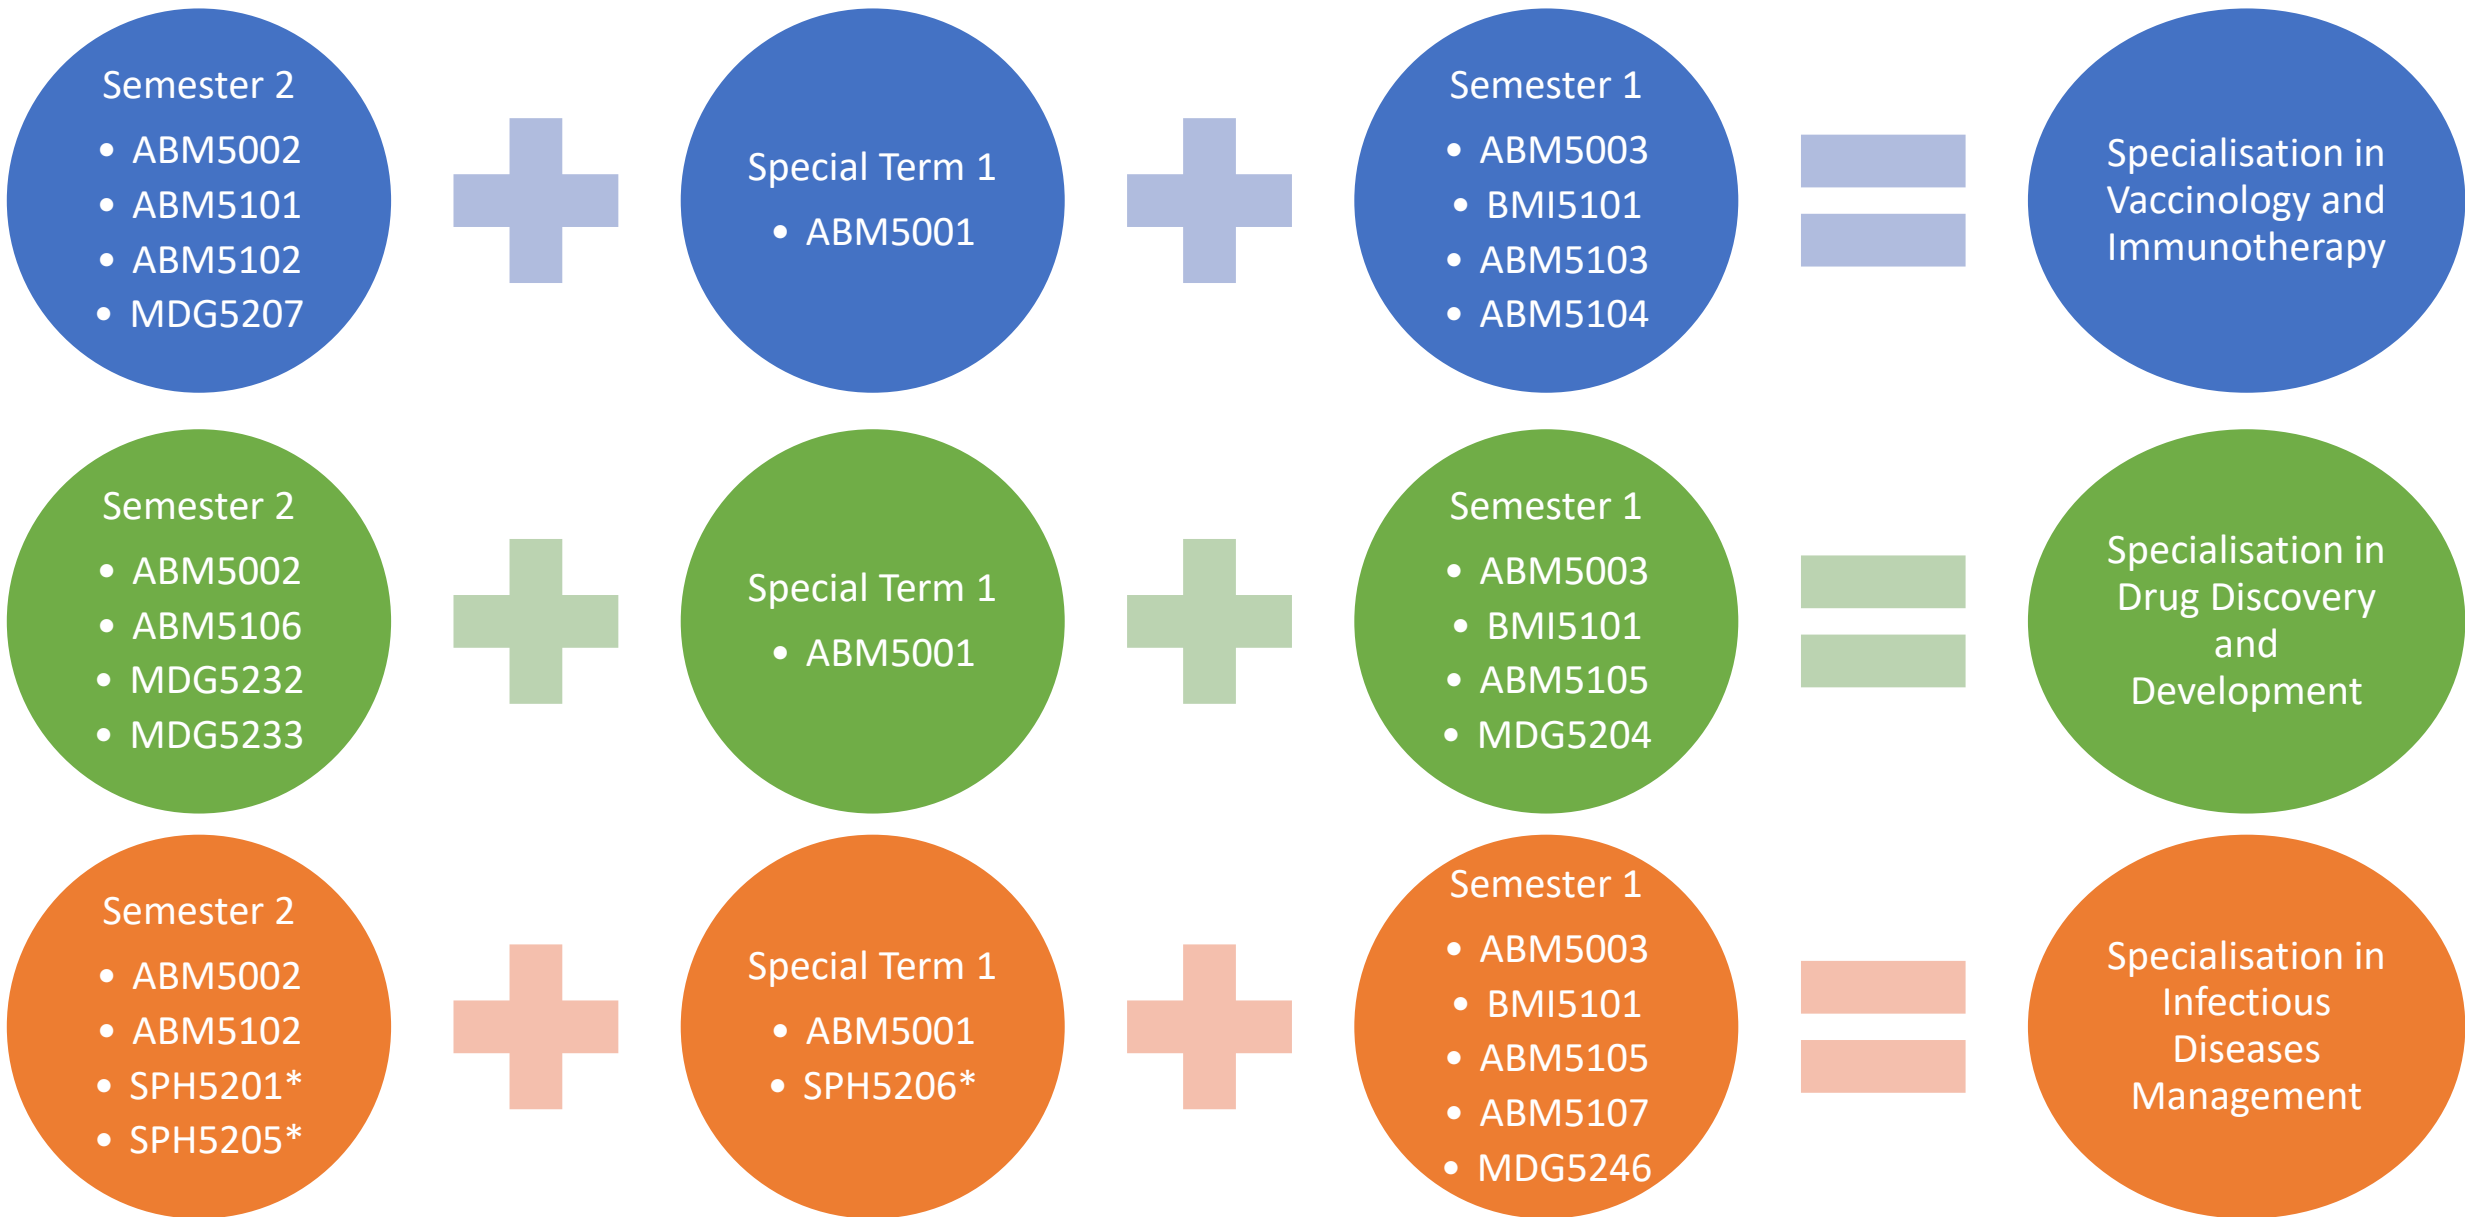 Semester 2
• ABM5002
• ABM5101
• ABM5102
• MDG5207
Special Term 1
• ABM5001
Semester 1
• ABM5003
• BMI5101
• ABM5103
• ABM5104
Specialisation in
Vaccinology and
Immunotherapy
Semester 2
• ABM5002
• ABM5106
• MDG5232
• MDG5233
Special Term 1
• ABM5001
Semester 1
• ABM5003
• BMI5101
• ABM5105
• MDG5204
Specialisation in
Drug Discovery
and
Development
Semester 2
• ABM5002
• ABM5102
• SPH5201*
• SPH5205*
Special Term 1
• ABM5001
• SPH5206*
Semester 1
• ABM5003
• BMI5101
• ABM5105
• ABM5107
• MDG5246
Specialisation in
Infectious
Diseases
Management